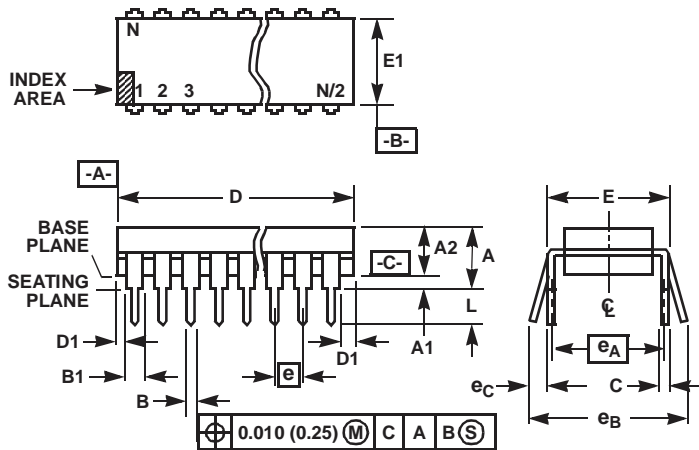 N
E1
INDEX
AREA
1 2 3 N/2
-B-
-A-
D
E
BASE
PLANE
A2
A
-C-
SEATING
PLANE
L
C
L
D1
A1
D1
eA
B1
e
eC
C
B
eB
0.010 (0.25) M C A B S